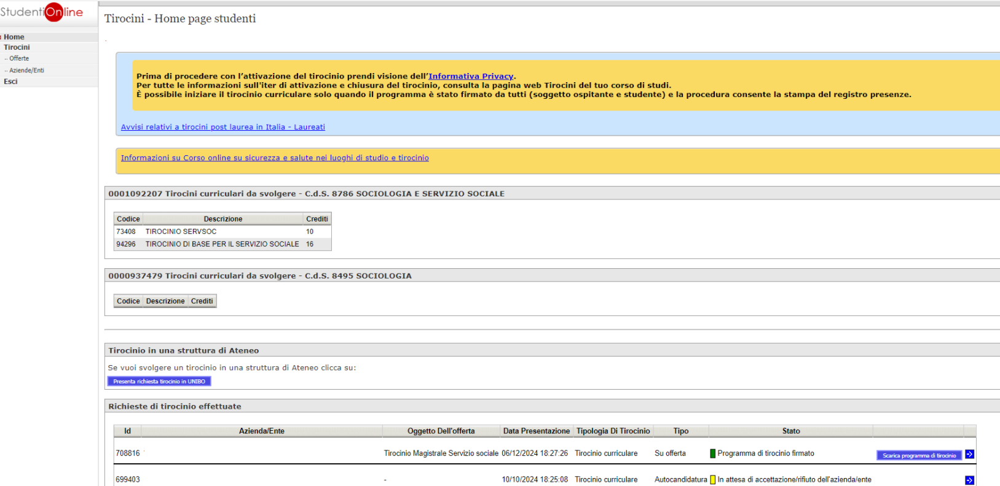 StudentiOnline
Home
Tirocini
.. Offerte
.. Aziende/Enti
Esci
Tirocini - Home page studenti
Prima di procedere con l'attivazione del tirocinio prendi visione dell'Informativa Privacy.
Per tutte le informazioni sull'iter di attivazione e chiusura del tirocinio, consulta la pagina web Tirocini del tuo corso di studi.
È possibile iniziare il tirocinio curriculare solo quando il programma è stato firmato da tutti (soggetto ospitante e studente) e la procedura consente la stampa del registro presenze.
Avvisi relativi a tirocini post laurea in Italia - Laureati
Informazioni su Corso online su sicurezza e salute nei luoghi di studio e tirocinio
0001092207 Tirocini curriculari da svolgere - C.d.S. 8786 SOCIOLOGIA E SERVIZIO SOCIALE
Codice Descrizione Crediti
73408 TIROCINIO SERVSOC 10
94296 TIROCINIO DI BASE PER IL SERVIZIO SOCIALE 16
0000937479 Tirocini curriculari da svolgere - C.d.S. 8495 SOCIOLOGIA
Codice Descrizione Crediti
Tirocinio in una struttura di Ateneo
Se vuoi svolgere un tirocinio in una struttura di Ateneo clicca su:
Presenta richiesta tirocinio in UNIBO
Richieste di tirocinio effettuate
Id Azienda/Ente Oggetto Dell'offerta Data Presentazione Tipologia Di Tirocinio Tipo Stato
708816 Tirocinio Magistrale Servizio sociale 06/12/2024 18:27:26 Tirocinio curriculare Su offerta Programma di tirocinio firmato Scarica programma di tirocinio
699403 - 10/10/2024 18:25:08 Tirocinio curriculare Autocandidatura In attesa di accettazione/rifiuto dell'azienda/ente